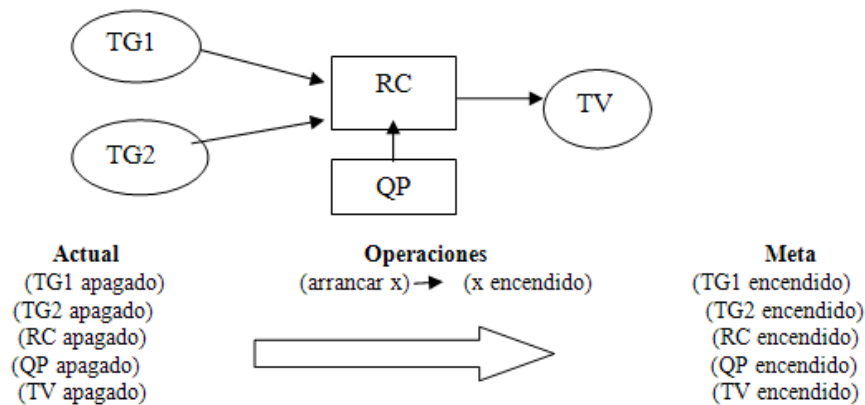 TG1
RC
TV
TG2
QP
Actual Operaciones Meta
(TG1 apagado) (arrancar x) (x encendido) (TG1 encendido)
(TG2 apagado) (TG2 encendido)
(RC apagado) (RC encendido)
(QP apagado) (QP encendido)
(TV apagado) (TV encendido)